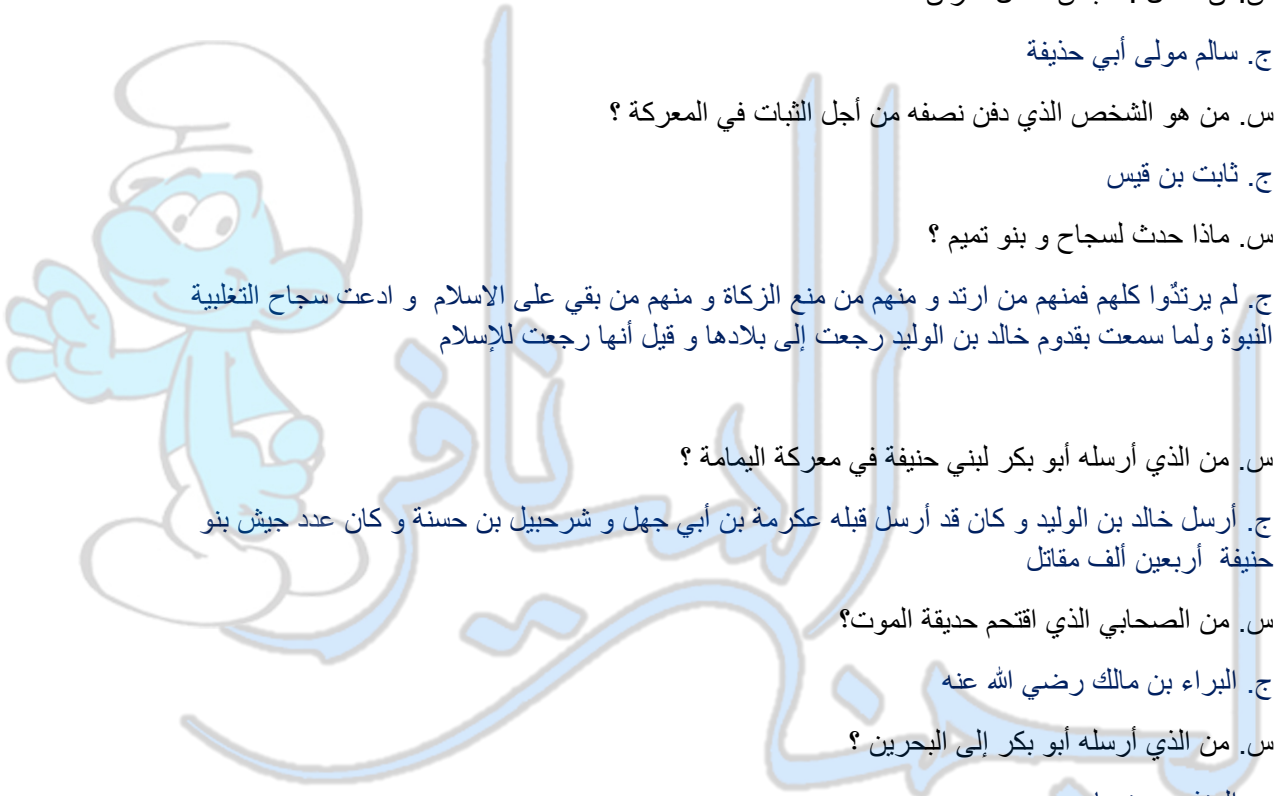 ج. سالم مولى أبي حذيفة
س. من هو الشخص الذي دفن نصفه من أجل الثبات في المعركة ؟
ج. ثابت بن قيس
س. ماذا حدث لسجاح و بنو تميم ؟
ج. لم يرتدٌوا كلهم فمنهم من ارتد و منهم من منع الزكاة و منهم من بقي على الاسلام و ادعت سجاح التغلبية
النبوة ولما سمعت بقدوم خالد بن الوليد رجعت إلى بلادها و قيل أنها رجعت للإسلام
س. من الذي أرسله أبو بكر لبني حنيفة في معركة اليمامة ؟
ج. أرسل خالد بن الوليد و كان قد أرسل قبله عكرمة بن أبي جهل و شرحبيل بن حسنة و كان عدد جيش بنو
حنيفة أربعين ألف مقاتل
س. من الصحابي الذي اقتحم حديقة الموت؟
ج. البراء بن مالك رضي الله عنه
س. من الذي أرسله أبو بكر إلى البحرين ؟